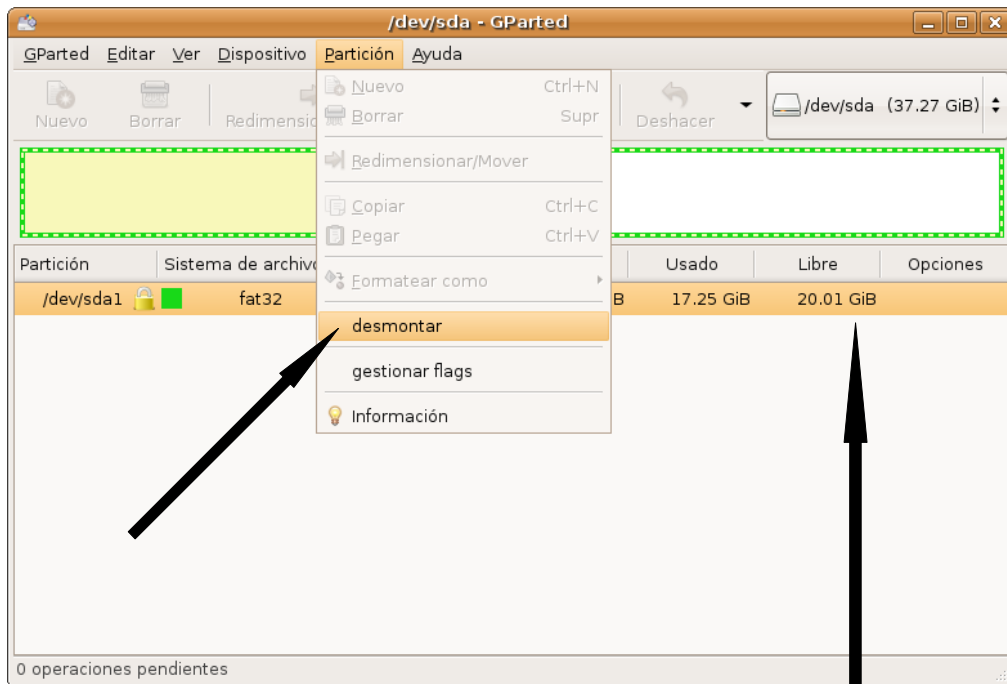 /dev/sda - GParted
GParted Editar Ver Dispositivo Partición Ayuda
Nuevo Borrar Deshacer /dev/sda (37.27 GiB)
Nuevo Ctrl+N
Borrar Supr
Redimensionar/Mover
Copiar Ctrl+C
Pegar Ctrl+V
Formatear como
desmontar
gestionar flags
Información
Partición Sistema de archivo Usado Libre Opciones
/dev/sda1 fat32 B 17.25 GiB 20.01 GiB
0 operaciones pendientes